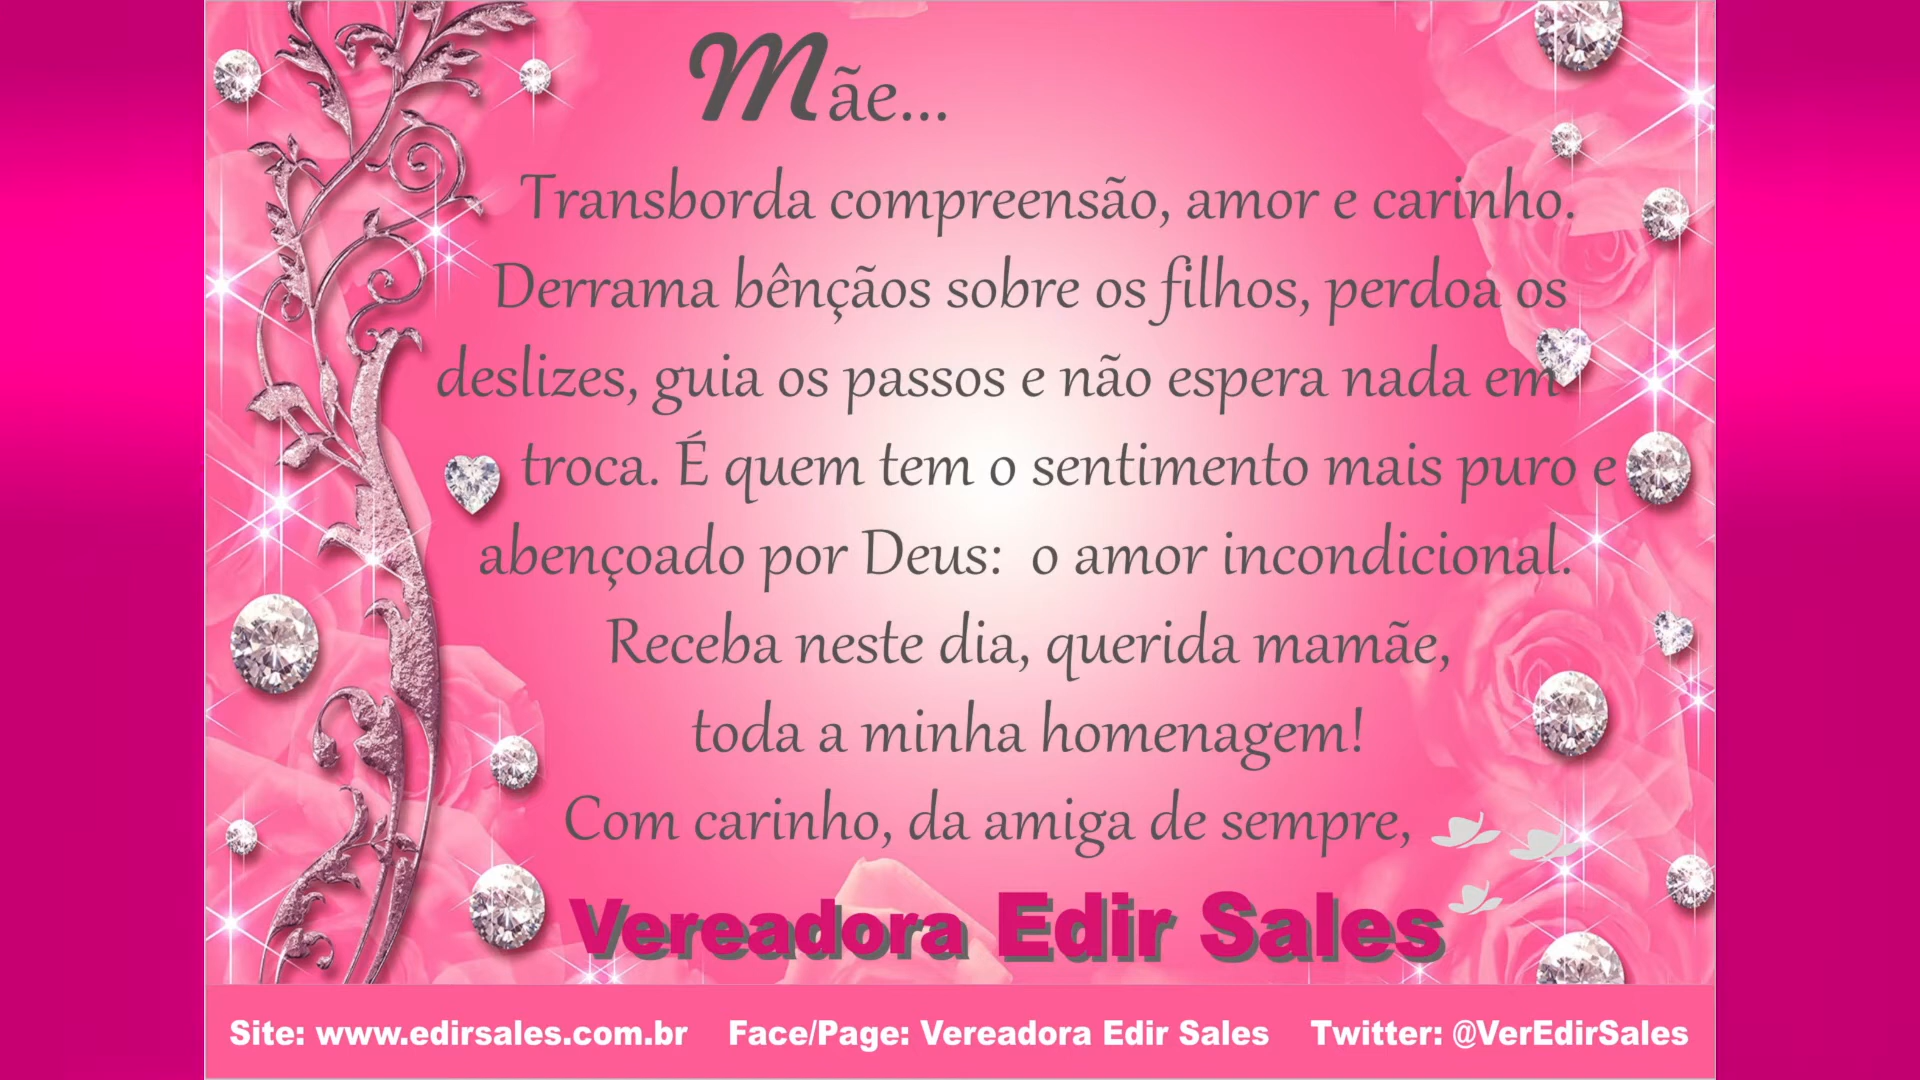 Mãe...
Transborda compreensão, amor e carinho.
Derrama bênçãos sobre os filhos, perdoa os
deslizes, guia os passos e não espera nada em
troca. É quem tem o sentimento mais puro e
abençoado por Deus:  o amor incondicional.
Receba neste dia, querida mamãe,
toda a minha homenagem!
Com carinho, da amiga de sempre,
Vereadora Edir Sales
Site: www.edirsales.com.br Face/Page: Vereadora Edir Sales Twitter: @VerEdirSales